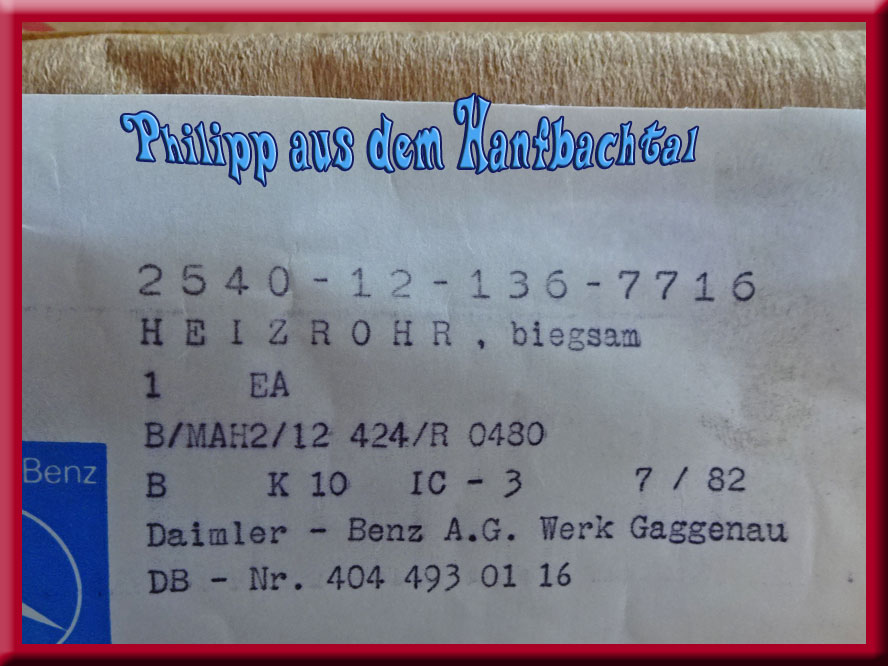 Philipp aus dem Hanfbachtal
2540-12-136-7716
HEIZROHR, biegsam
1 EA
B/MAH2/12 424/R 0480
B K 10 IC - 3 7 / 82
Benz
Daimler - Benz A.G. Werk Gaggenau
DB - Nr. 404 493 01 16